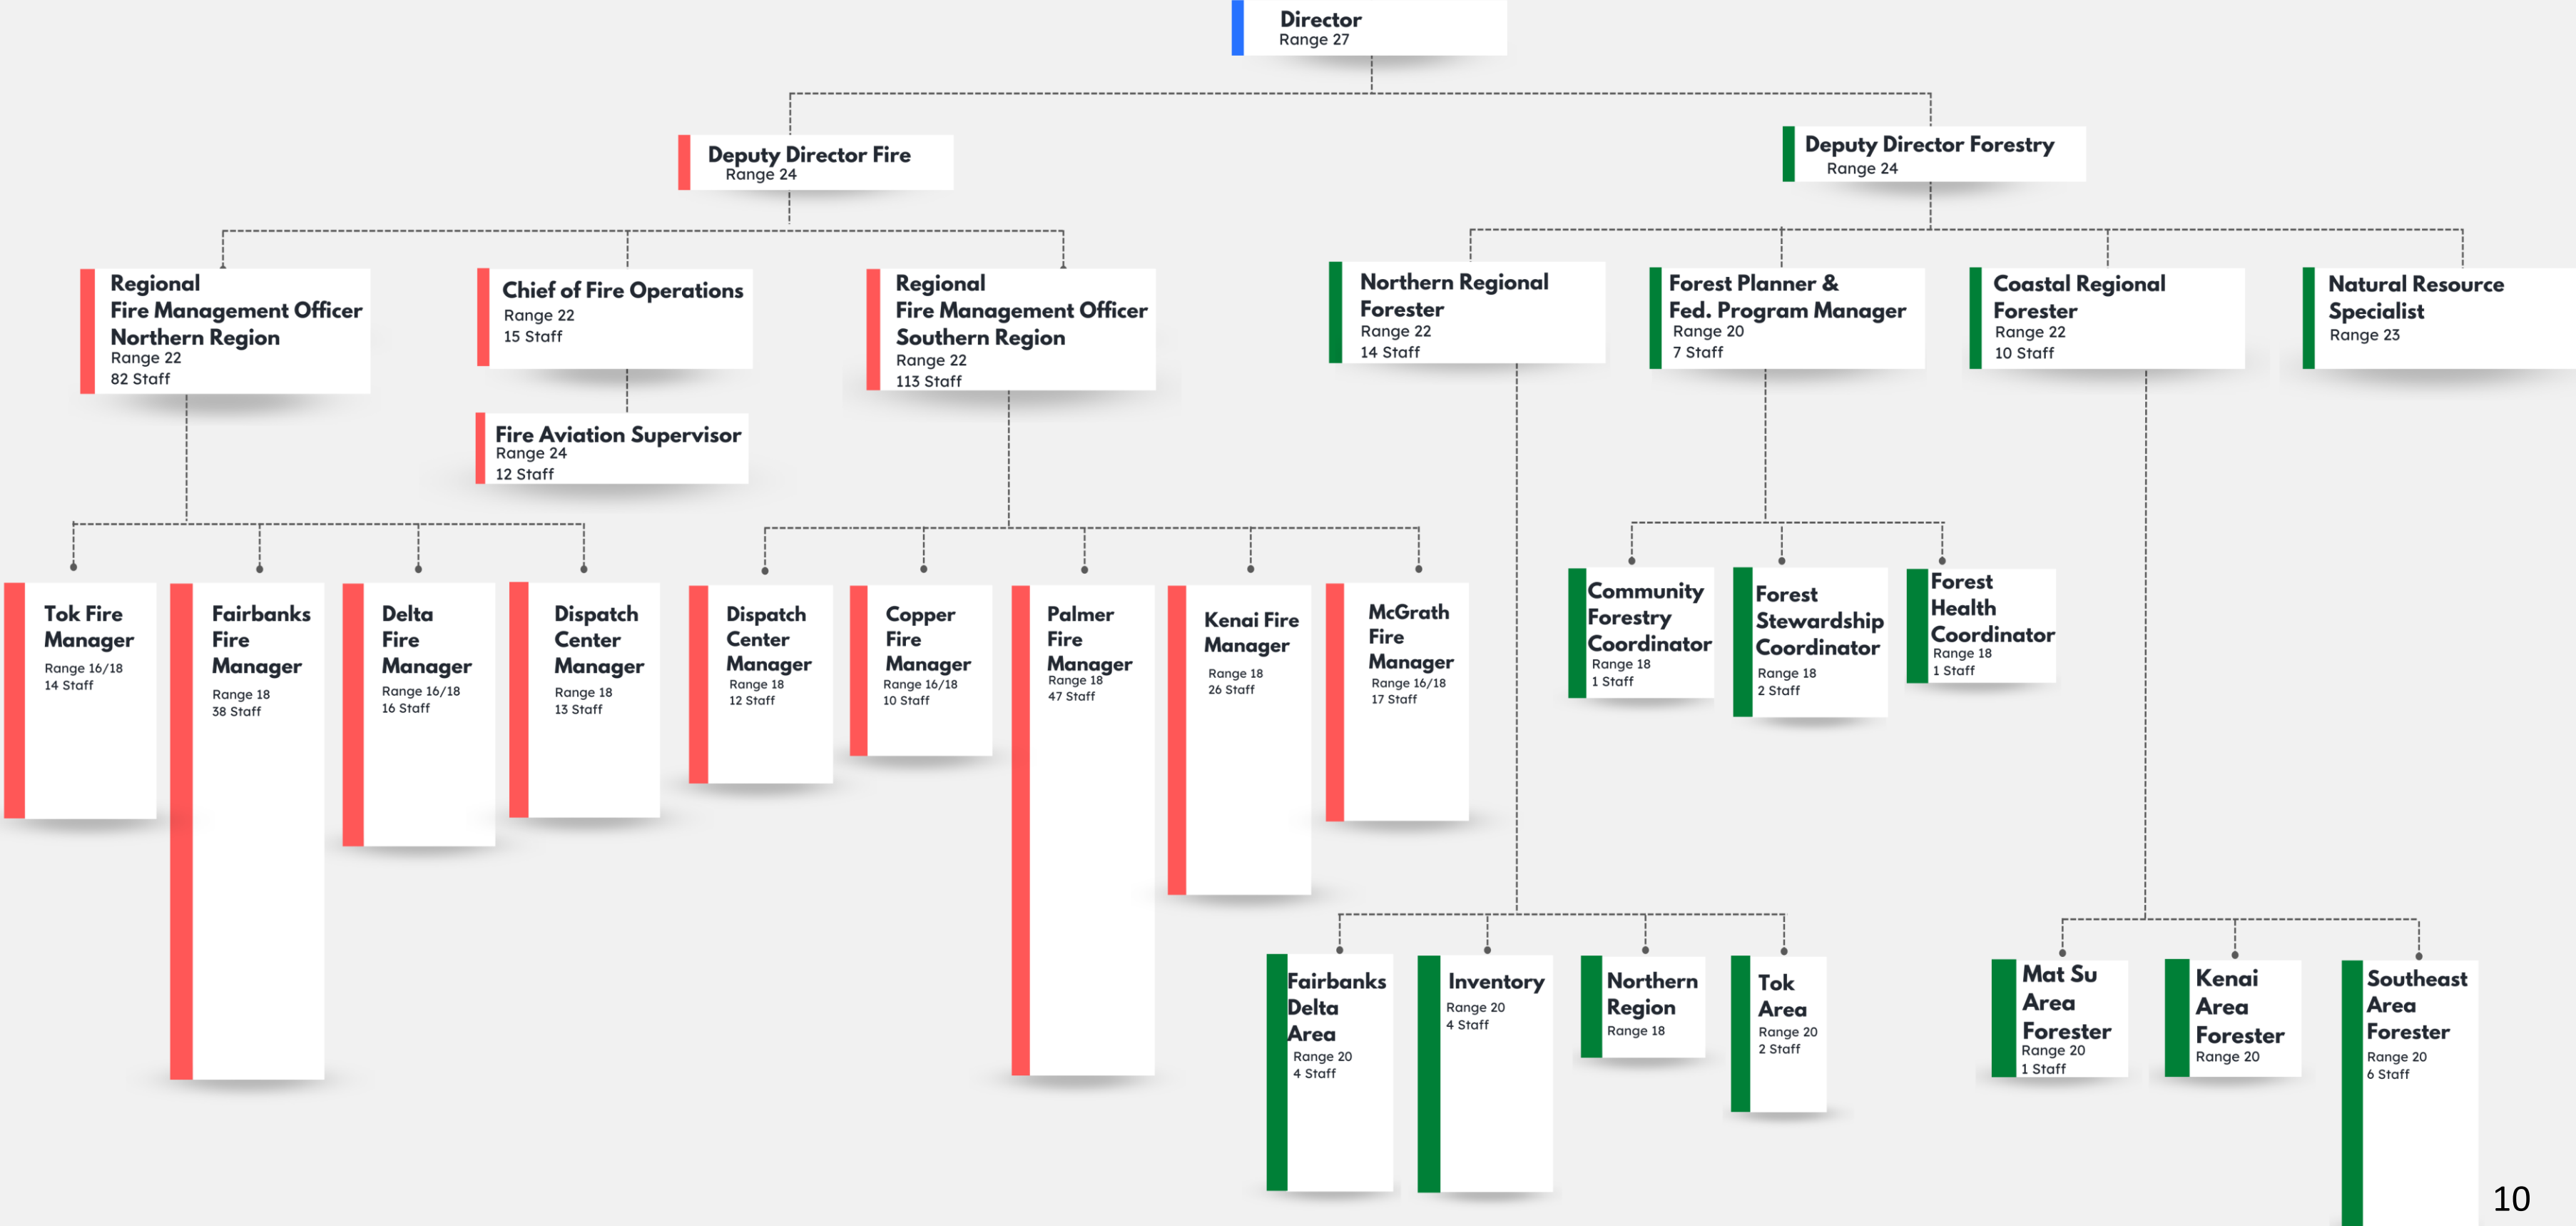 Director
Range 27
Deputy Director Fire
Range 24
Deputy Director Forestry
Range 24
Regional
Fire Management Officer
Northern Region
Range 22
82 Staff
Chief of Fire Operations
Range 22
15 Staff
Regional
Fire Management Officer
Southern Region
Range 22
113 Staff
Northern Regional
Forester
Range 22
14 Staff
Forest Planner &
Fed. Program Manager
Range 20
7 Staff
Coastal Regional
Forester
Range 22
10 Staff
Natural Resource
Specialist
Range 23
Fire Aviation Supervisor
Range 24
12 Staff
Tok Fire
Manager
Range 16/18
14 Staff
Fairbanks
Fire
Manager
Range 18
38 Staff
Delta
Fire
Manager
Range 16/18
16 Staff
Dispatch
Center
Manager
Range 18
13 Staff
Dispatch
Center
Manager
Range 18
12 Staff
Copper
Fire
Manager
Range 16/18
10 Staff
Palmer
Fire
Manager
Range 18
47 Staff
Kenai Fire
Manager
Range 18
26 Staff
McGrath
Fire
Manager
Range 16/18
17 Staff
Community
Forestry
Coordinator
Range 18
1 Staff
Forest
Stewardship
Coordinator
Range 18
2 Staff
Forest
Health
Coordinator
Range 18
1 Staff
Fairbanks
Delta
Area
Range 20
4 Staff
Inventory
Range 20
4 Staff
Northern
Region
Range 18
Tok
Area
Range 20
2 Staff
Mat Su
Area
Forester
Range 20
1 Staff
Kenai
Area
Forester
Range 20
Southeast
Area
Forester
Range 20
6 Staff
10